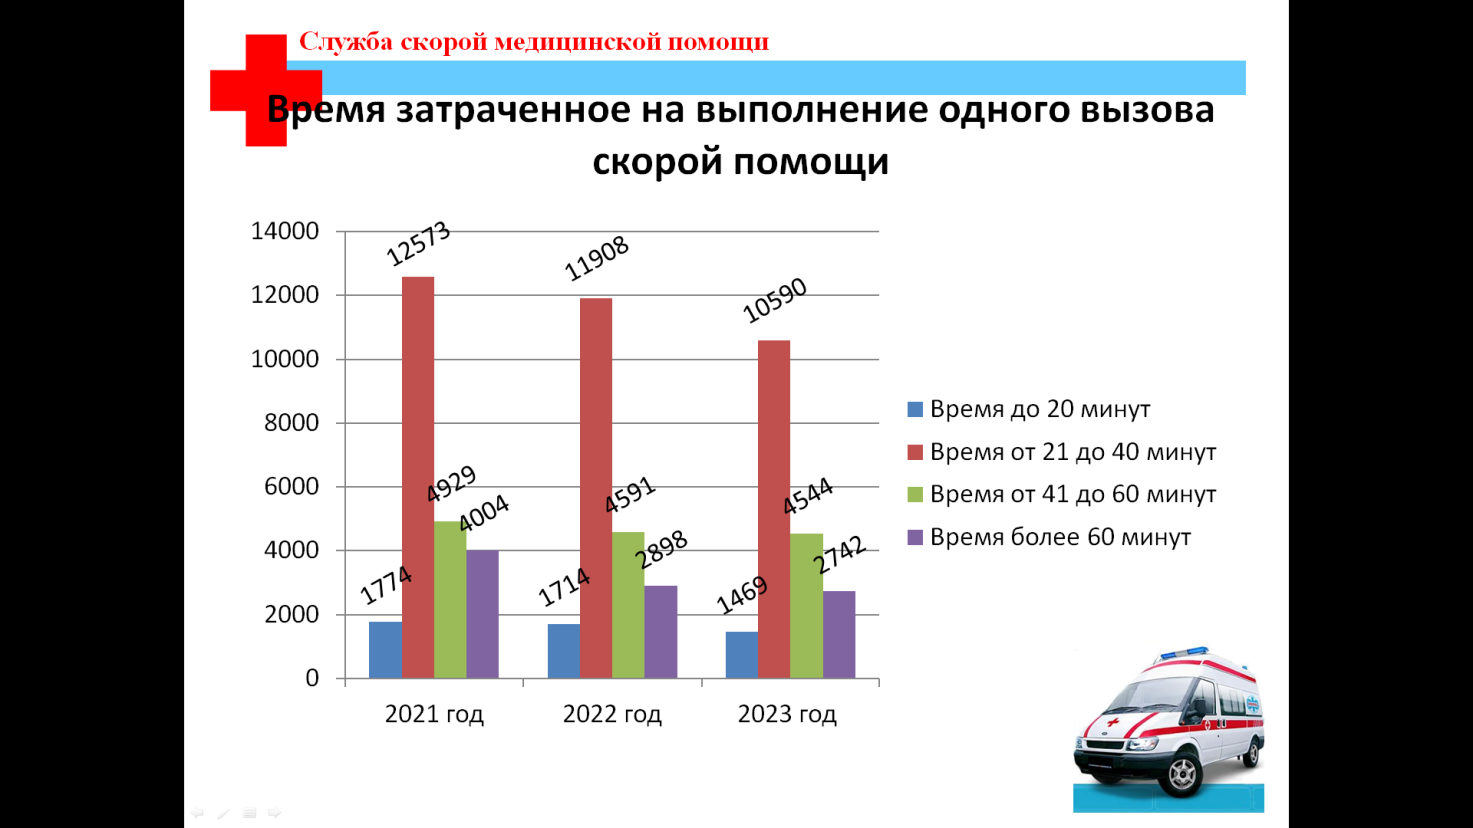 Служба скорой медицинской помощи
Время затраченное на выполнение одного вызова
скорой помощи
14000
12000
10000
8000
6000
4000
2000
0
12573
11908
10590
4929
4004
1774
4591
2898
1714
4544
2742
1469
2021 год
2022 год
2023 год
Время до 20 минут
Время от 21 до 40 минут
Время от 41 до 60 минут
Время более 60 минут